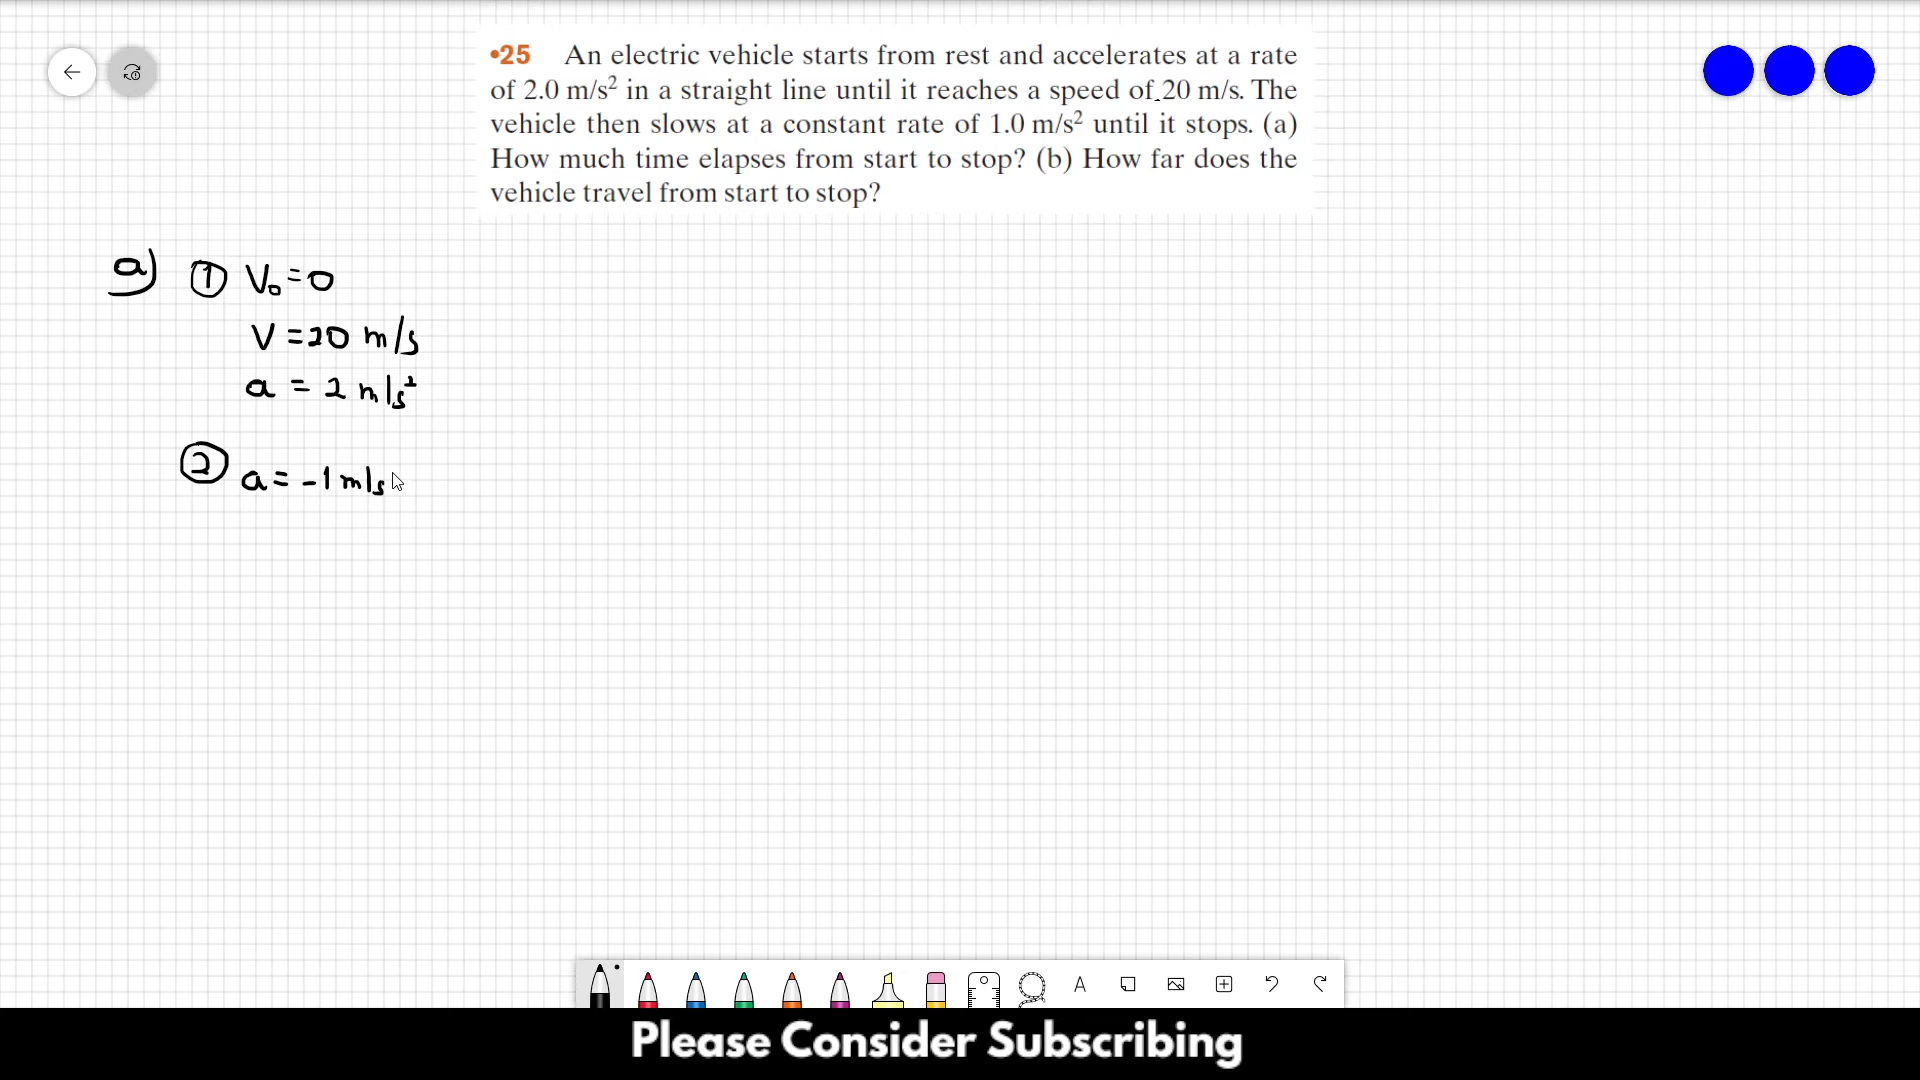 •25 An electric vehicle starts from rest and accelerates at a rate
of 2.0 m/s² in a straight line until it reaches a speed of 20 m/s. The
vehicle then slows at a constant rate of 1.0 m/s² until it stops. (a)
How much time elapses from start to stop? (b) How far does the
vehicle travel from start to stop?
a) ① V₀ = 0
V = 20 m/s
a = 2 m/s²
② a = -1 m/s
A
Please Consider Subscribing